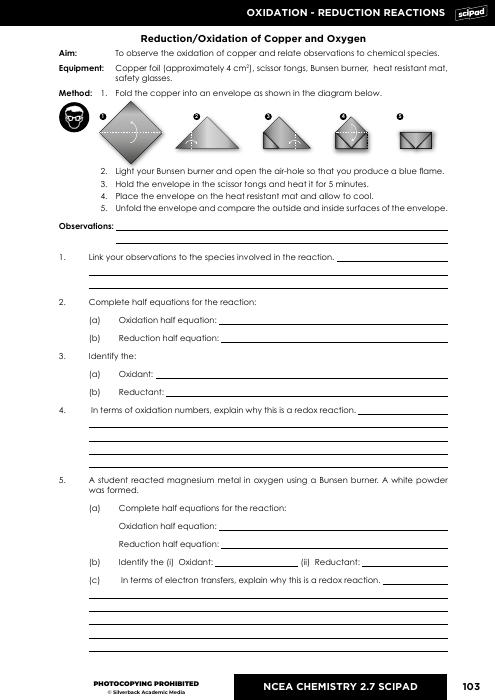 OXIDATION - REDUCTION REACTIONS
scipad
Reduction/Oxidation of Copper and Oxygen
Aim: To observe the oxidation of copper and relate observations to chemical species.
Equipment: Copper foil (approximately 4 cm²), scissor tongs, Bunsen burner, heat resistant mat,
safety glasses.
Method: 1. Fold the copper into an envelope as shown in the diagram below.
1 2 3 4 5
2. Light your Bunsen burner and open the air-hole so that you produce a blue flame.
3. Hold the envelope in the scissor tongs and heat it for 5 minutes.
4. Place the envelope on the heat resistant mat and allow to cool.
5. Unfold the envelope and compare the outside and inside surfaces of the envelope.
Observations:
1. Link your observations to the species involved in the reaction.
2. Complete half equations for the reaction:
(a) Oxidation half equation:
(b) Reduction half equation:
3. Identify the:
(a) Oxidant:
(b) Reductant:
4. In terms of oxidation numbers, explain why this is a redox reaction.
5. A student reacted magnesium metal in oxygen using a Bunsen burner. A white powder
was formed.
(a) Complete half equations for the reaction:
Oxidation half equation:
Reduction half equation:
(b) Identify the (i) Oxidant: (ii) Reductant:
(c) In terms of electron transfers, explain why this is a redox reaction.
PHOTOCOPYING PROHIBITED
© Silverback Academic Media
NCEA CHEMISTRY 2.7 SCIPAD
103